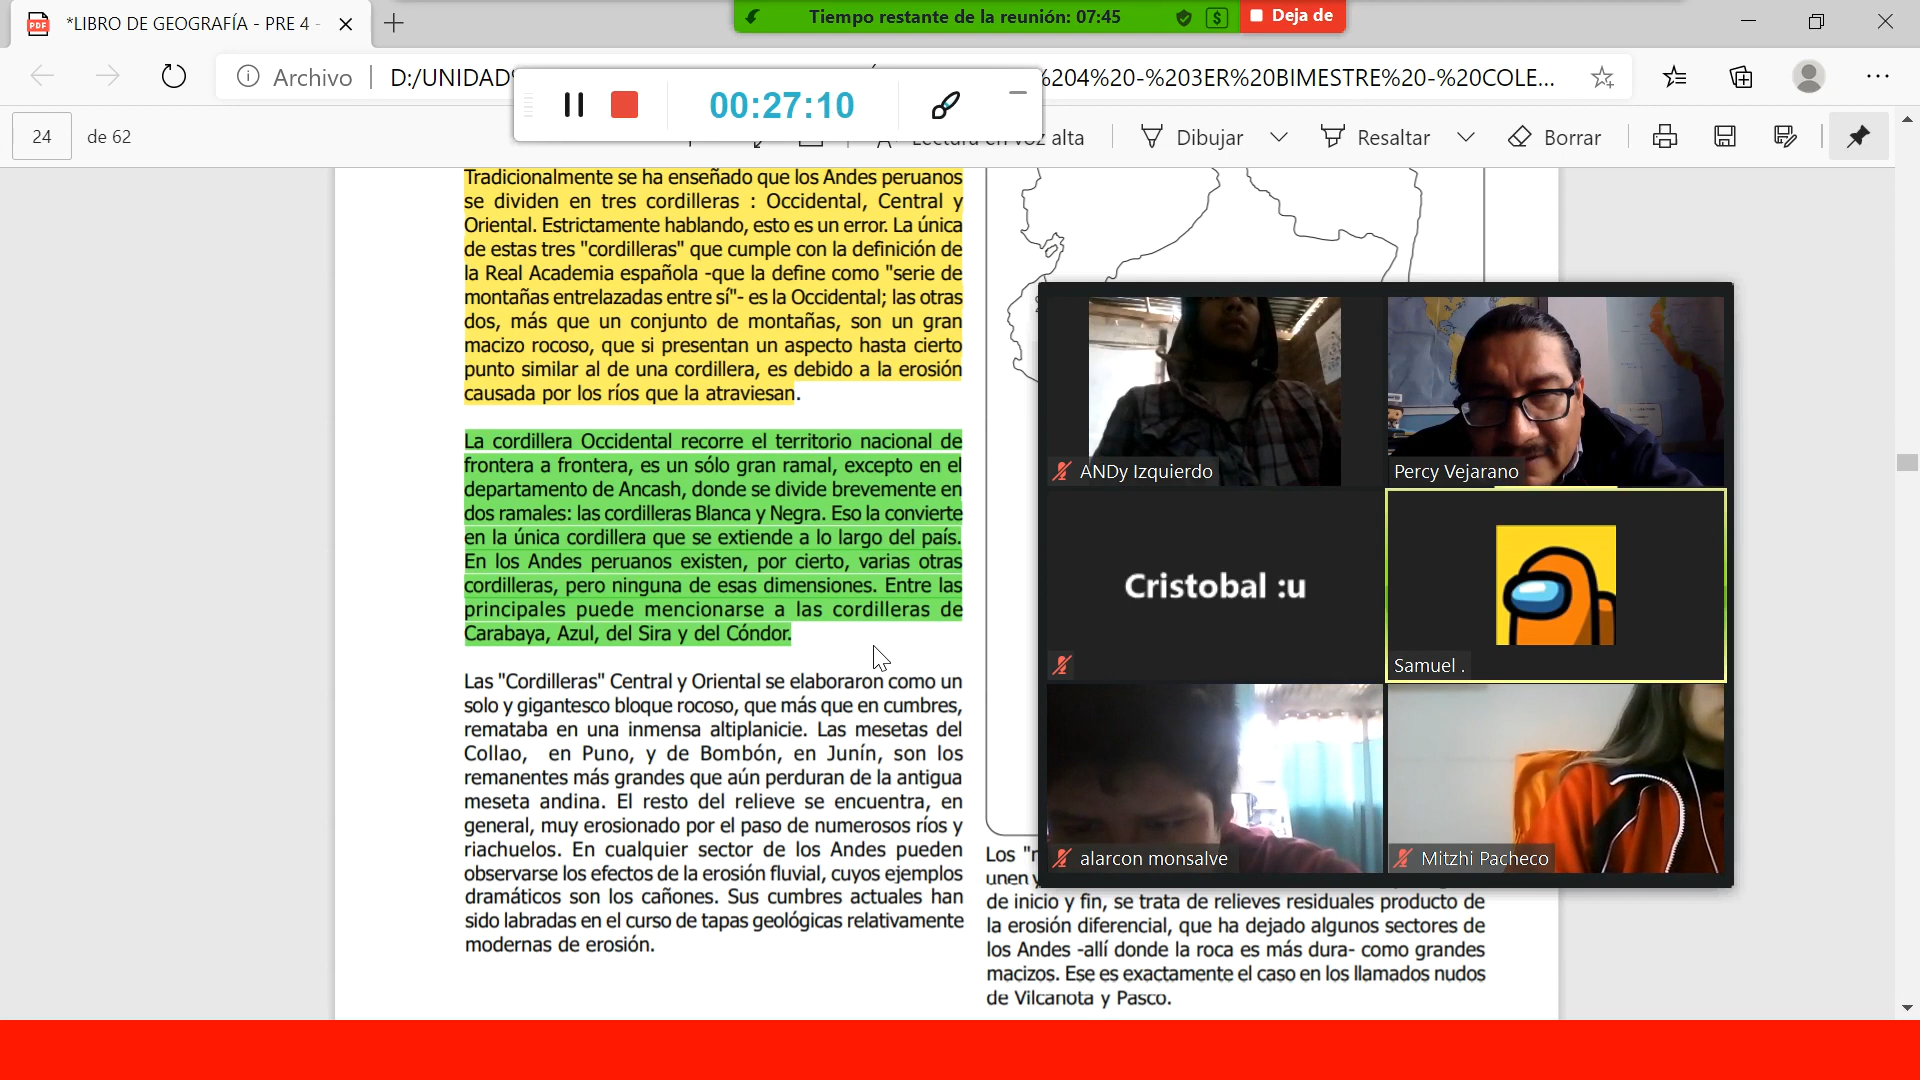 *LIBRO DE GEOGRAFÍA - PRE 4 -
Tiempo restante de la reunión: 07:45
Deja de
Archivo
D:/UNIDAD
%204%20-%203ER%20BIMESTRE%20-%20COLE...
00:27:10
24
de 62
Lectura en voz alta
Dibujar
Resaltar
Borrar
Tradicionalmente se ha enseñado que los Andes peruanos
se dividen en tres cordilleras : Occidental, Central y
Oriental. Estrictamente hablando, esto es un error. La única
de estas tres "cordilleras" que cumple con la definición de
la Real Academia española -que la define como "serie de
montañas entrelazadas entre sí"- es la Occidental; las otras
dos, más que un conjunto de montañas, son un gran
macizo rocoso, que si presentan un aspecto hasta cierto
punto similar al de una cordillera, es debido a la erosión
causada por los ríos que la atraviesan.
La cordillera Occidental recorre el territorio nacional de
frontera a frontera, es un sólo gran ramal, excepto en el
departamento de Ancash, donde se divide brevemente en
dos ramales: las cordilleras Blanca y Negra. Eso la convierte
en la única cordillera que se extiende a lo largo del país.
En los Andes peruanos existen, por cierto, varias otras
cordilleras, pero ninguna de esas dimensiones. Entre las
principales puede mencionarse a las cordilleras de
Carabaya, Azul, del Sira y del Cóndor.
Las "Cordilleras" Central y Oriental se elaboraron como un
solo y gigantesco bloque rocoso, que más que en cumbres,
remataba en una inmensa altiplanicie. Las mesetas del
Collao, en Puno, y de Bombón, en Junín, son los
remanentes más grandes que aún perduran de la antigua
meseta andina. El resto del relieve se encuentra, en
general, muy erosionado por el paso de numerosos ríos y
riachuelos. En cualquier sector de los Andes pueden
observarse los efectos de la erosión fluvial, cuyos ejemplos
dramáticos son los cañones. Sus cumbres actuales han
sido labradas en el curso de tapas geológicas relativamente
modernas de erosión.
Los
unen y
de inicio y fin, se trata de relieves residuales producto de
la erosión diferencial, que ha dejado algunos sectores de
los Andes -allí donde la roca es más dura- como grandes
macizos. Ese es exactamente el caso en los llamados nudos
de Vilcanota y Pasco.
ANDy Izquierdo
Percy Vejarano
Cristobal :u
Samuel .
alarcon monsalve
Mitzhi Pacheco